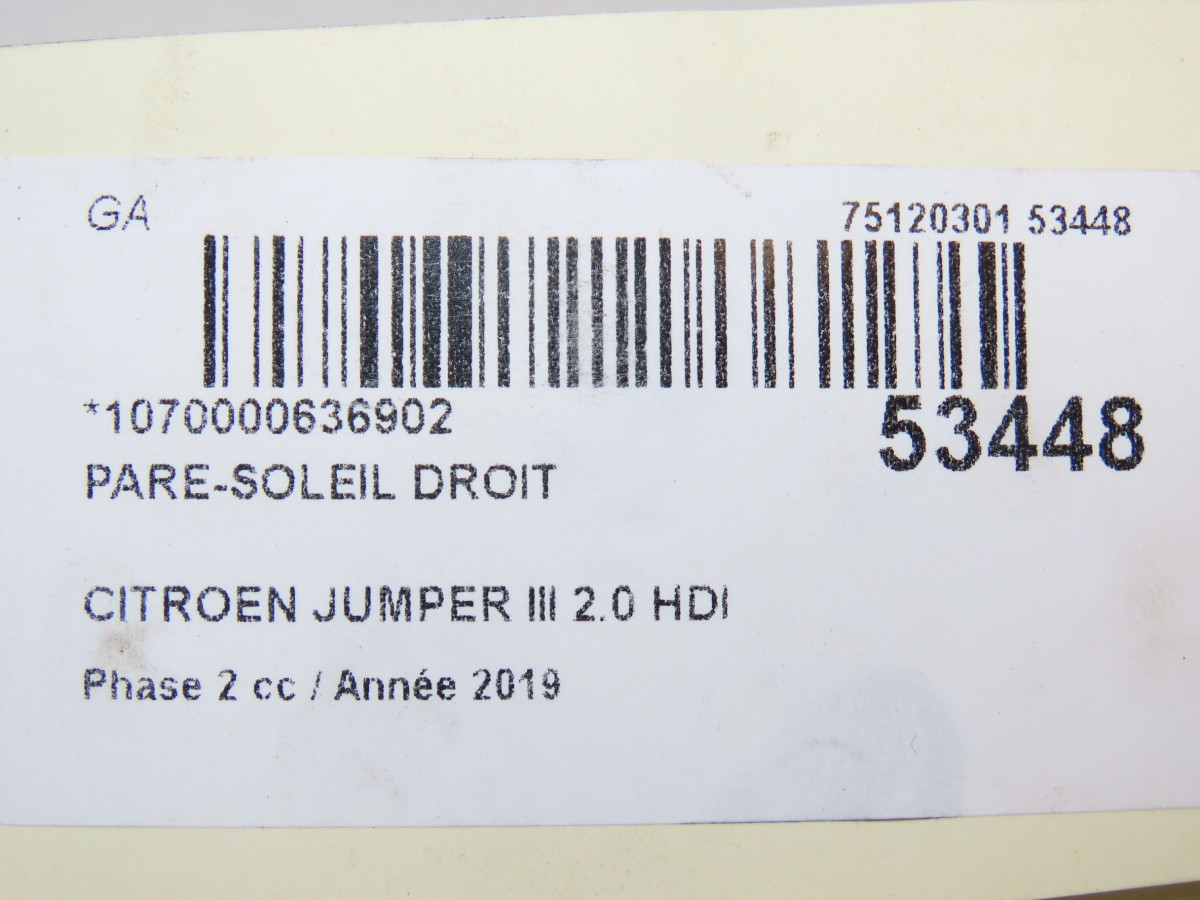 GA
75120301 53448
*1070000636902
53448
PARE-SOLEIL DROIT
CITROEN JUMPER III 2.0 HDI
Phase 2 cc / Année 2019